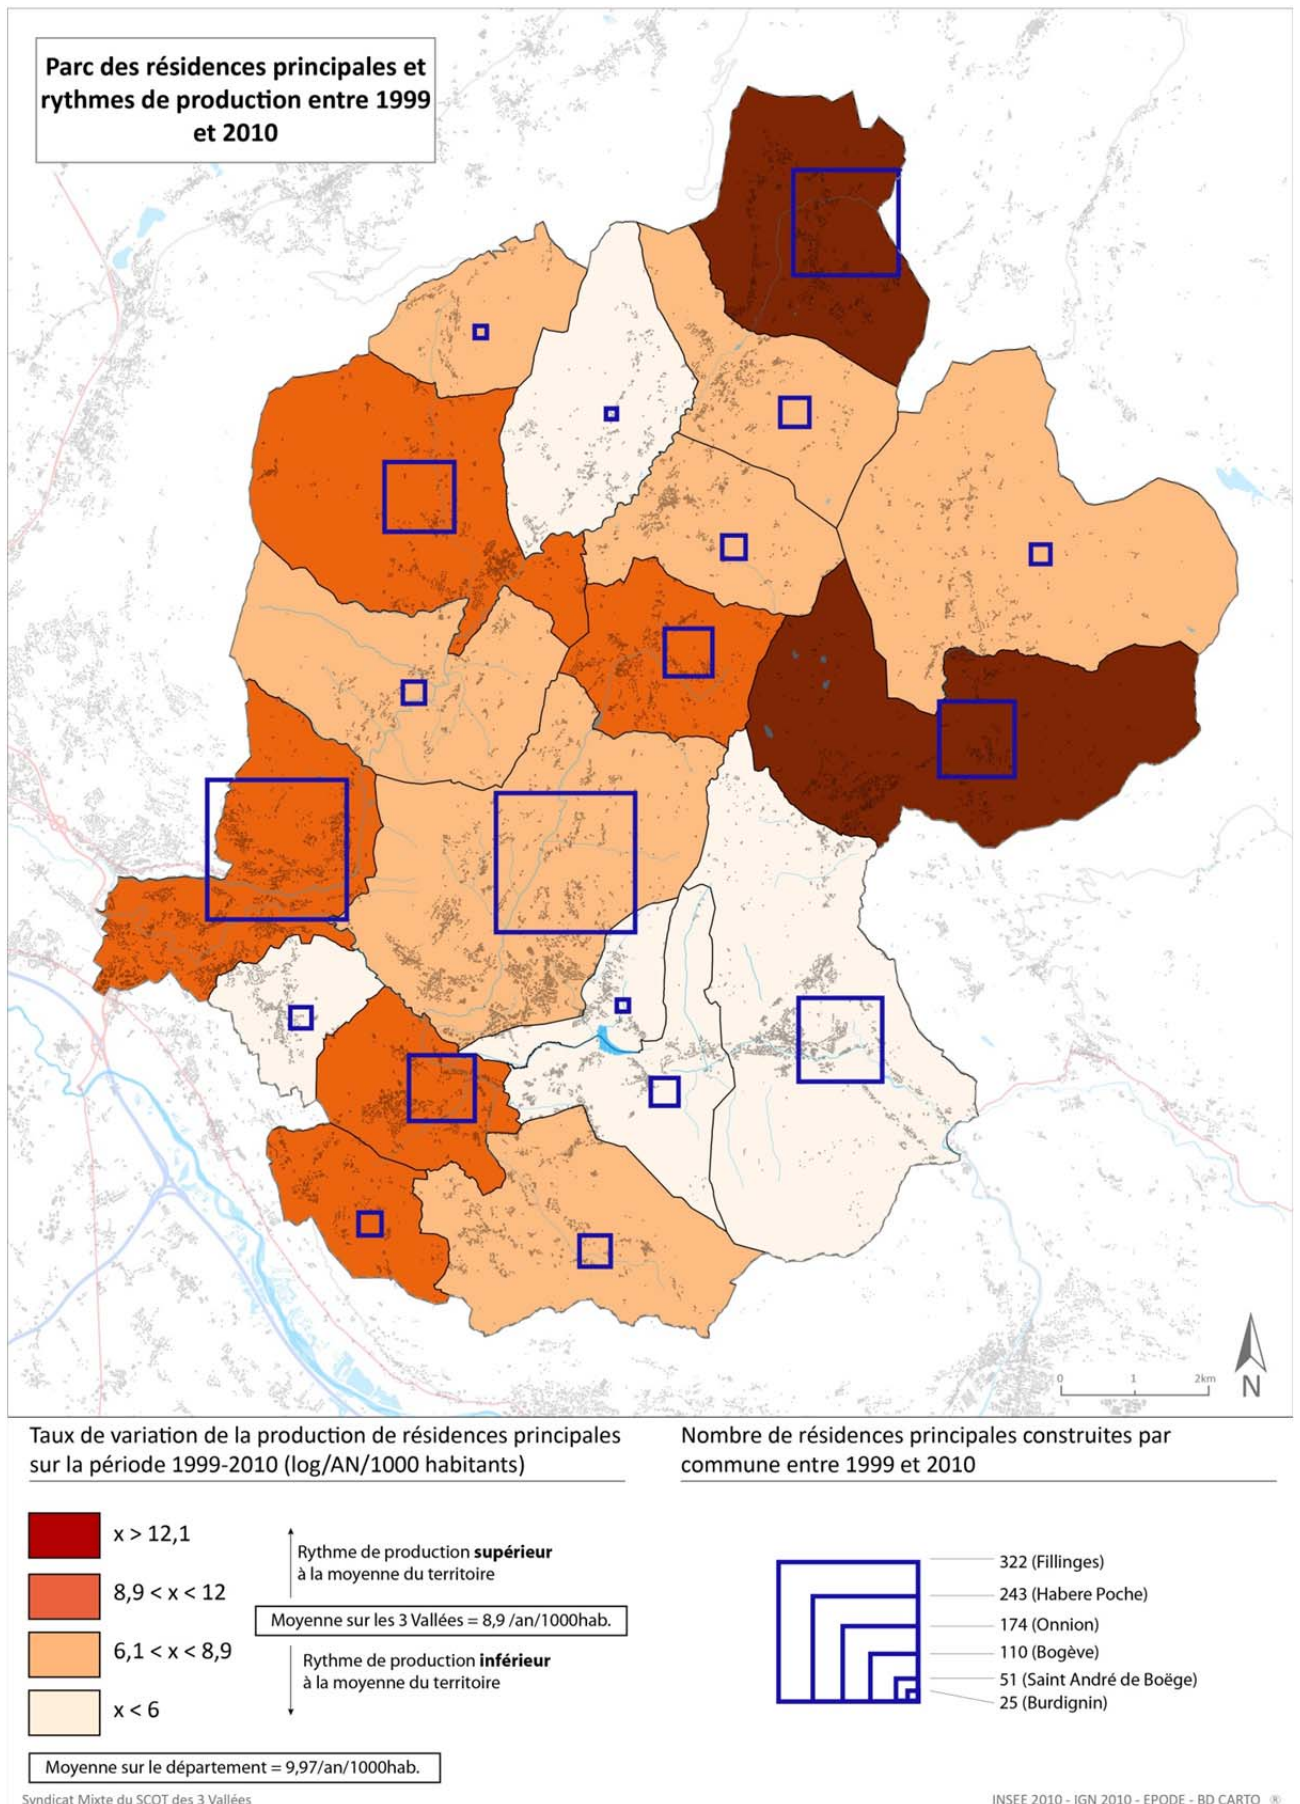 Parc des résidences principales et
rythmes de production entre 1999
et 2010
0 1 2km
N
Taux de variation de la production de résidences principales
sur la période 1999-2010 (log/AN/1000 habitants)
x > 12,1
8,9 < x < 12
6,1 < x < 8,9
x < 6
Rythme de production supérieur
à la moyenne du territoire
Moyenne sur les 3 Vallées = 8,9 /an/1000hab.
Rythme de production inférieur
à la moyenne du territoire
Moyenne sur le département = 9,97/an/1000hab.
Nombre de résidences principales construites par
commune entre 1999 et 2010
322 (Fillinges)
243 (Habere Poche)
174 (Onnion)
110 (Bogève)
51 (Saint André de Boëge)
25 (Burdignin)
Syndicat Mixte du SCOT des 3 Vallées
INSEE 2010 - IGN 2010 - EPODE - BD CARTO ®